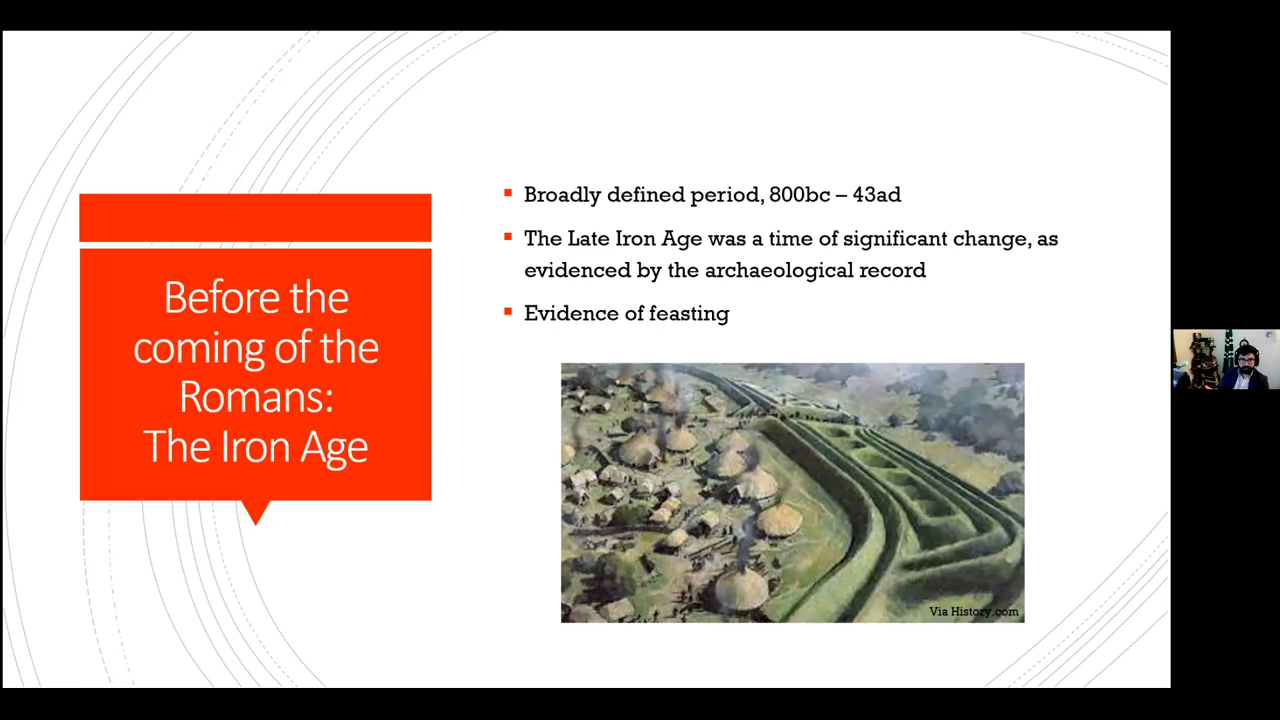 Before the
coming of the
Romans:
The Iron Age
Broadly defined period, 800bc – 43ad
The Late Iron Age was a time of significant change, as
evidenced by the archaeological record
Evidence of feasting
Via History.com